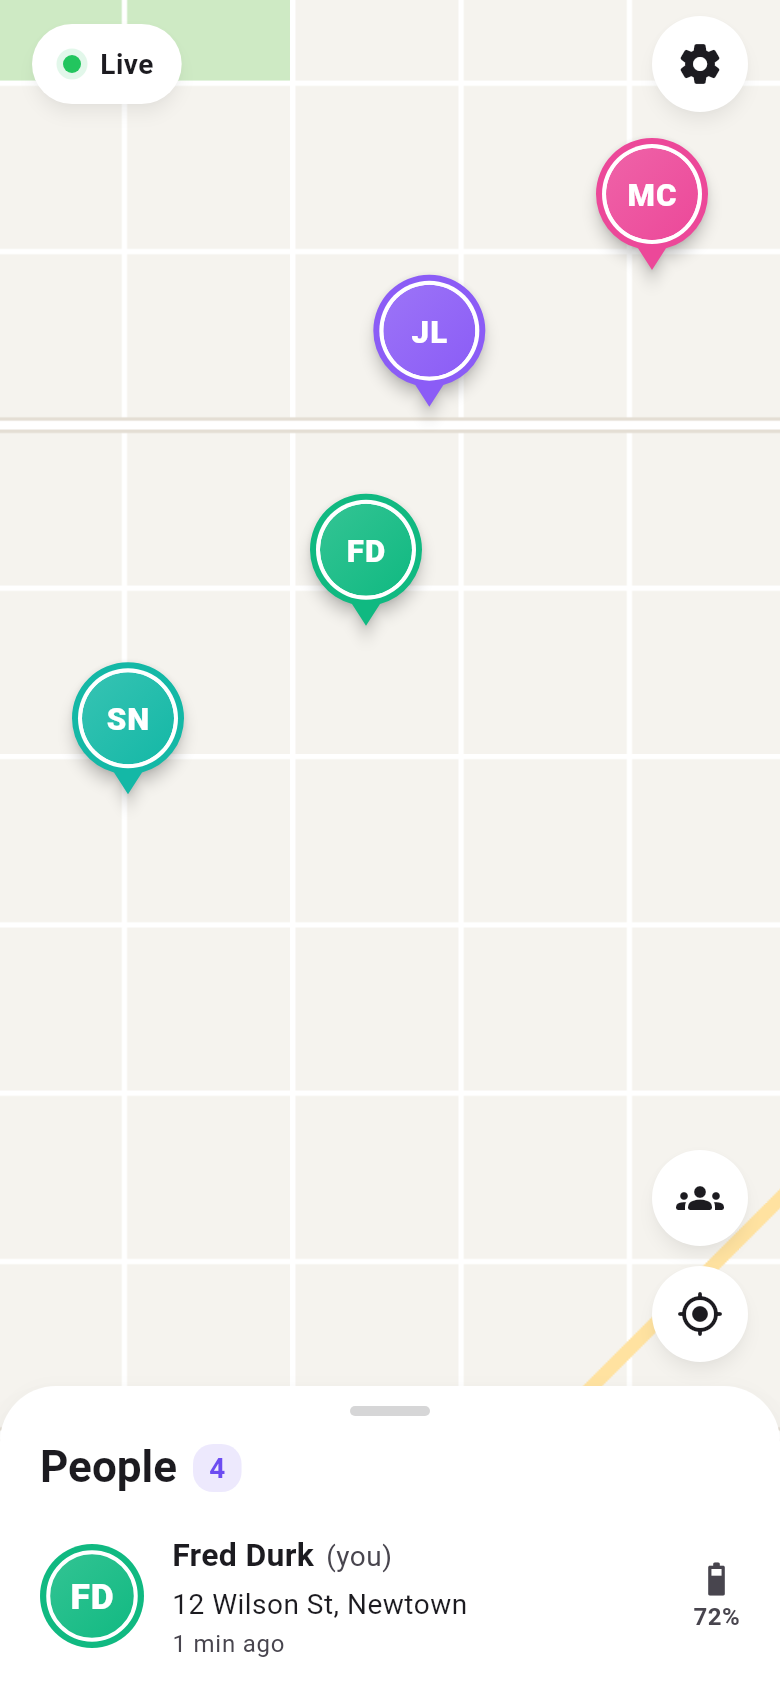 Live
MC
JL
FD
SN
People 4
FD
Fred Durk (you)
12 Wilson St, Newtown
1 min ago
72%